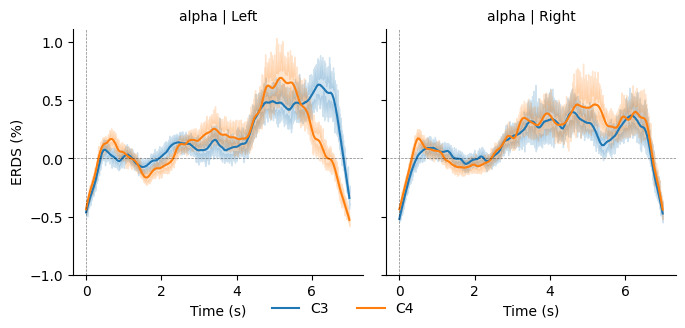 alpha | Left
alpha | Right
ERDS (%)
1.0
0.5
0.0
−0.5
−1.0
0 2 4 6
0 2 4 6
Time (s)
Time (s)
C3
C4